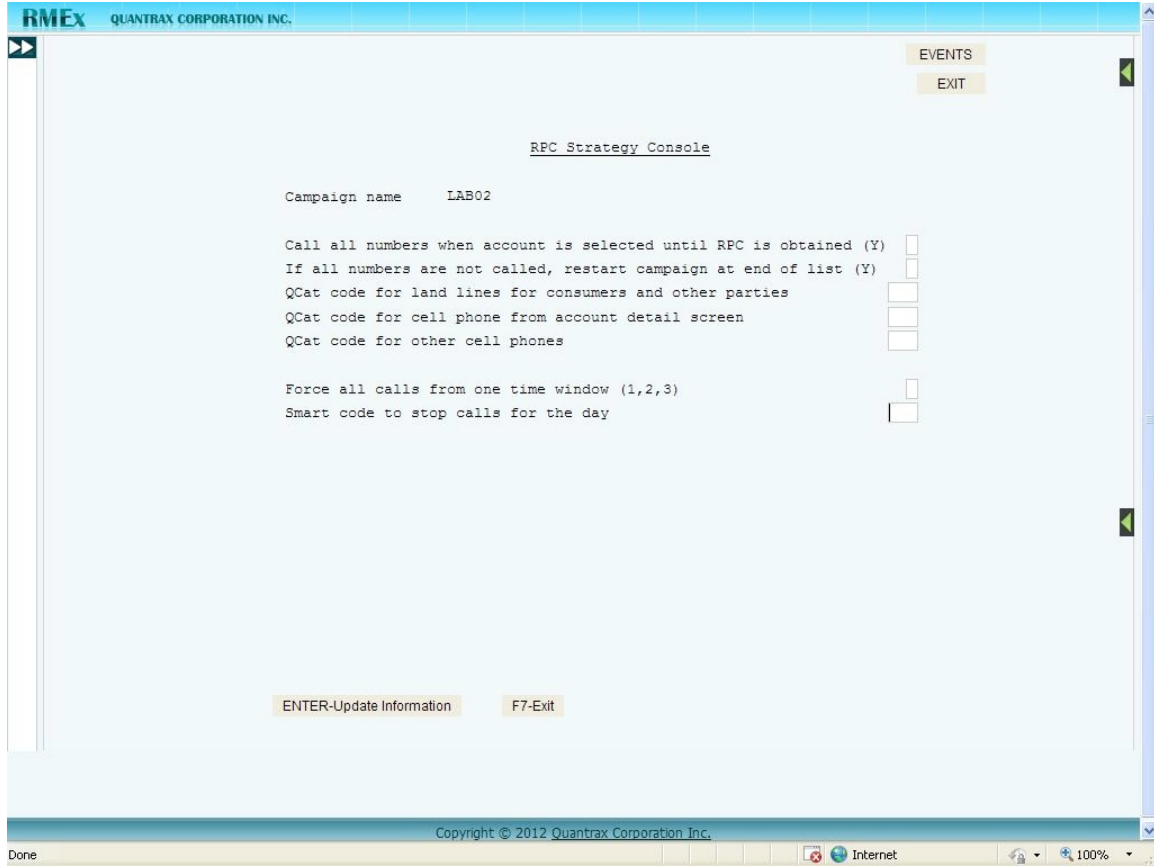 RMEx QUANTRAX CORPORATION INC.
EVENTS
EXIT
RPC Strategy Console
Campaign name LAB02
Call all numbers when account is selected until RPC is obtained (Y)
If all numbers are not called, restart campaign at end of list (Y)
QCat code for land lines for consumers and other parties
QCat code for cell phone from account detail screen
QCat code for other cell phones
Force all calls from one time window (1,2,3)
Smart code to stop calls for the day
ENTER-Update Information F7-Exit
Copyright © 2012 Quantrax Corporation Inc.
Done Internet 100%